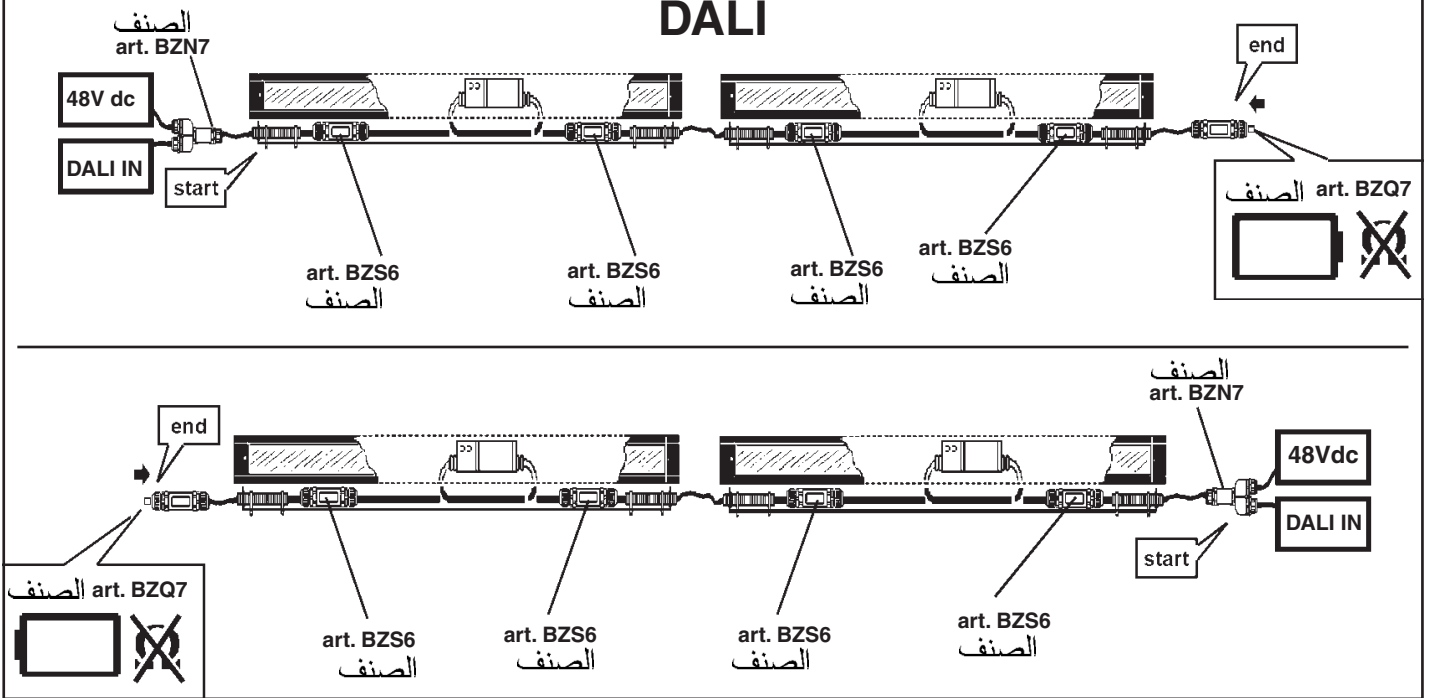 DALI
الصنف
art. BZN7
end
48V dc
DALI IN
start
الصنف art. BZQ7
art. BZS6
الصنف
art. BZS6
الصنف
art. BZS6
الصنف
art. BZS6
الصنف
الصنف
art. BZN7
end
48Vdc
DALI IN
start
الصنف art. BZQ7
art. BZS6
الصنف
art. BZS6
الصنف
art. BZS6
الصنف
art. BZS6
الصنف